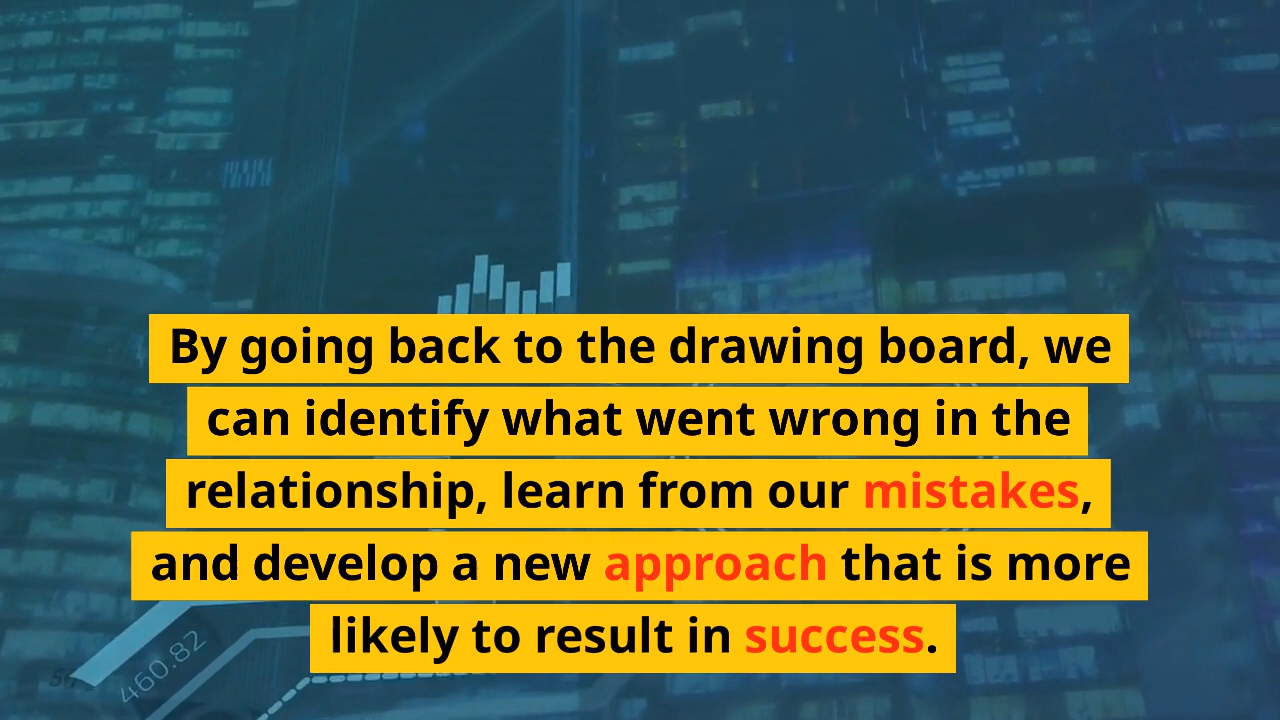 By going back to the drawing board, we
can identify what went wrong in the
relationship, learn from our mistakes,
and develop a new approach that is more
likely to result in success.
460.82